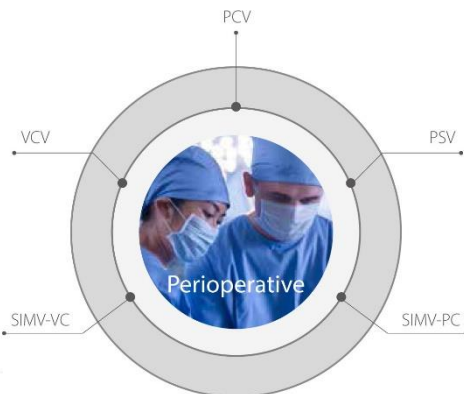 PCV
VCV
PSV
Perioperative
SIMV-VC
SIMV-PC